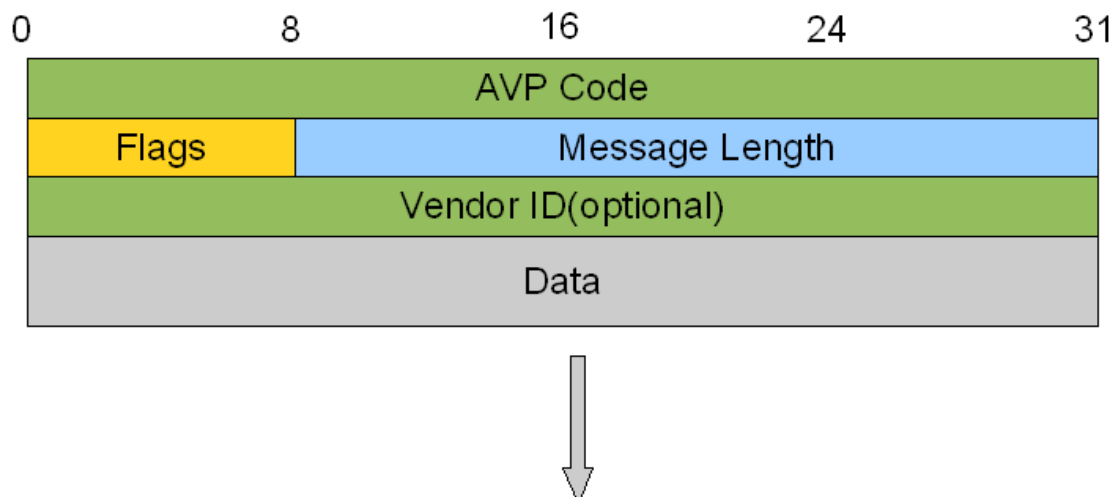 0 8 16 24 31
AVP Code
Flags Message Length
Vendor ID(optional)
Data